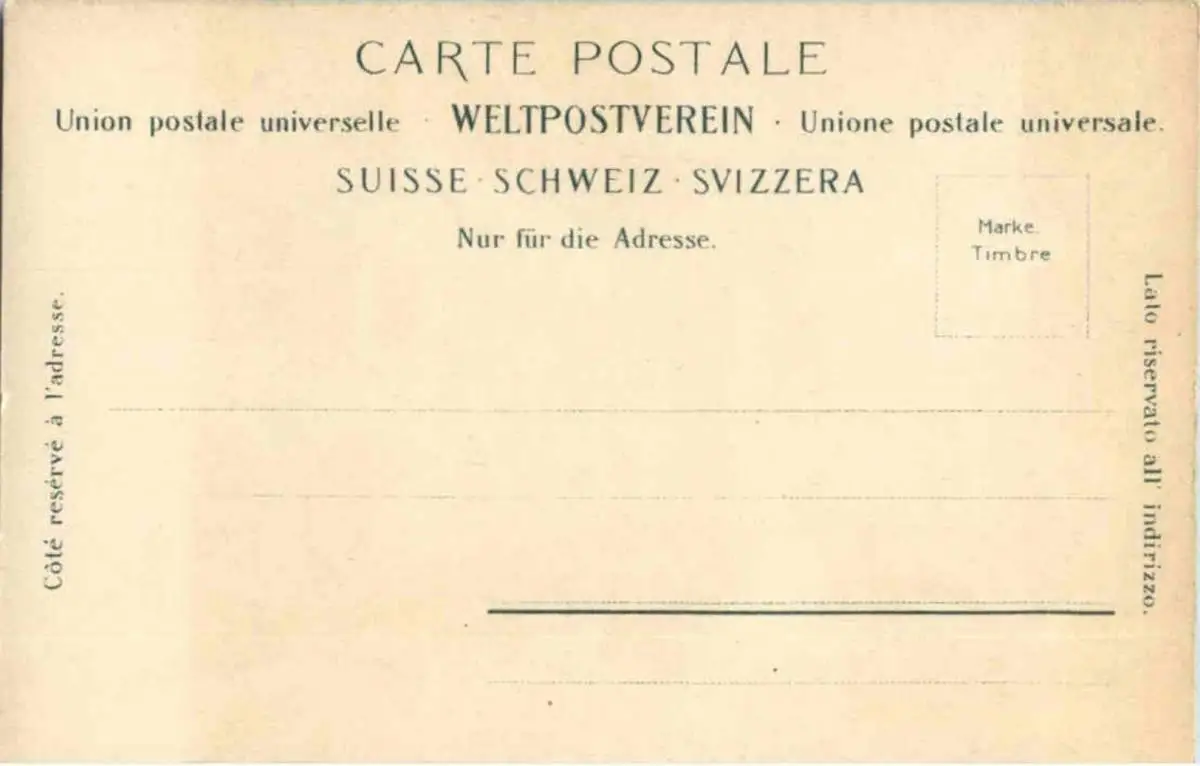 CARTE POSTALE
Union postale universelle · WELTPOSTVEREIN · Unione postale universale.
SUISSE · SCHWEIZ · SVIZZERA
Nur für die Adresse.
Marke.
Timbre
Côté resérvé à l'adresse.
Lato riservato all' indirizzo.